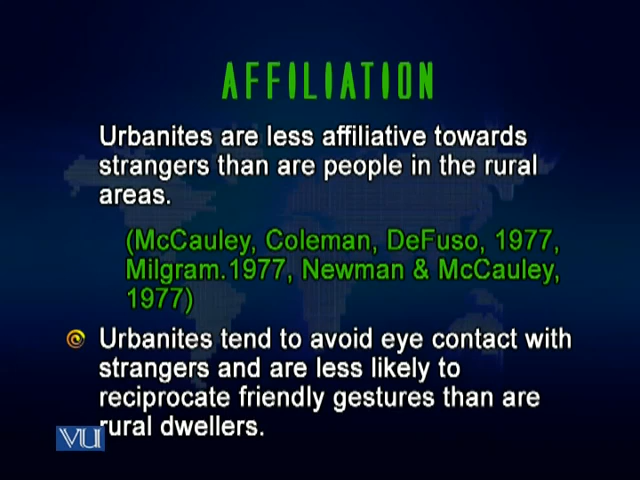 AFFILIATION
Urbanites are less affiliative towards
strangers than are people in the rural
areas.
(McCauley, Coleman, DeFuso, 1977,
Milgram.1977, Newman & McCauley,
1977)
Urbanites tend to avoid eye contact with
strangers and are less likely to
reciprocate friendly gestures than are
rural dwellers.
VU